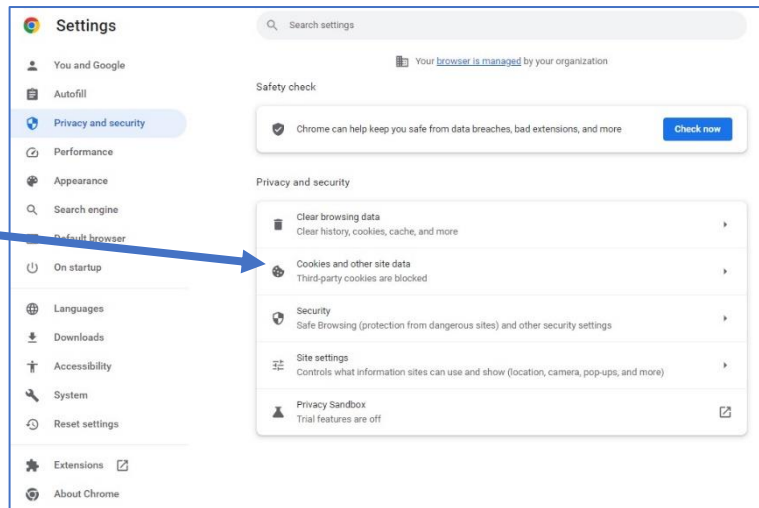 Settings
Search settings
You and Google
Autofill
Privacy and security
Performance
Appearance
Search engine
Default browser
On startup
Languages
Downloads
Accessibility
System
Reset settings
Extensions
About Chrome
Your browser is managed by your organization
Safety check
Chrome can help keep you safe from data breaches, bad extensions, and more
Check now
Privacy and security
Clear browsing data
Clear history, cookies, cache, and more
Cookies and other site data
Third-party cookies are blocked
Security
Safe Browsing (protection from dangerous sites) and other security settings
Site settings
Controls what information sites can use and show (location, camera, pop-ups, and more)
Privacy Sandbox
Trial features are off